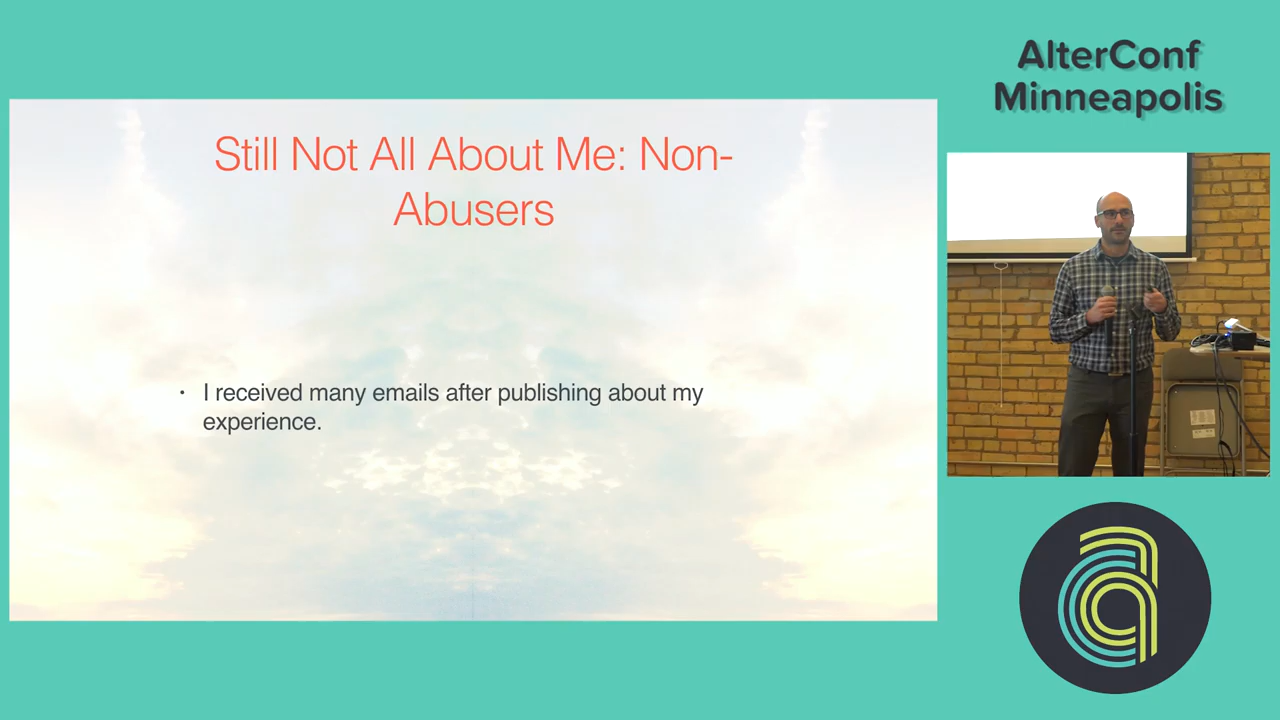 AlterConf
Minneapolis
Still Not All About Me: Non-
Abusers
• I received many emails after publishing about my
experience.